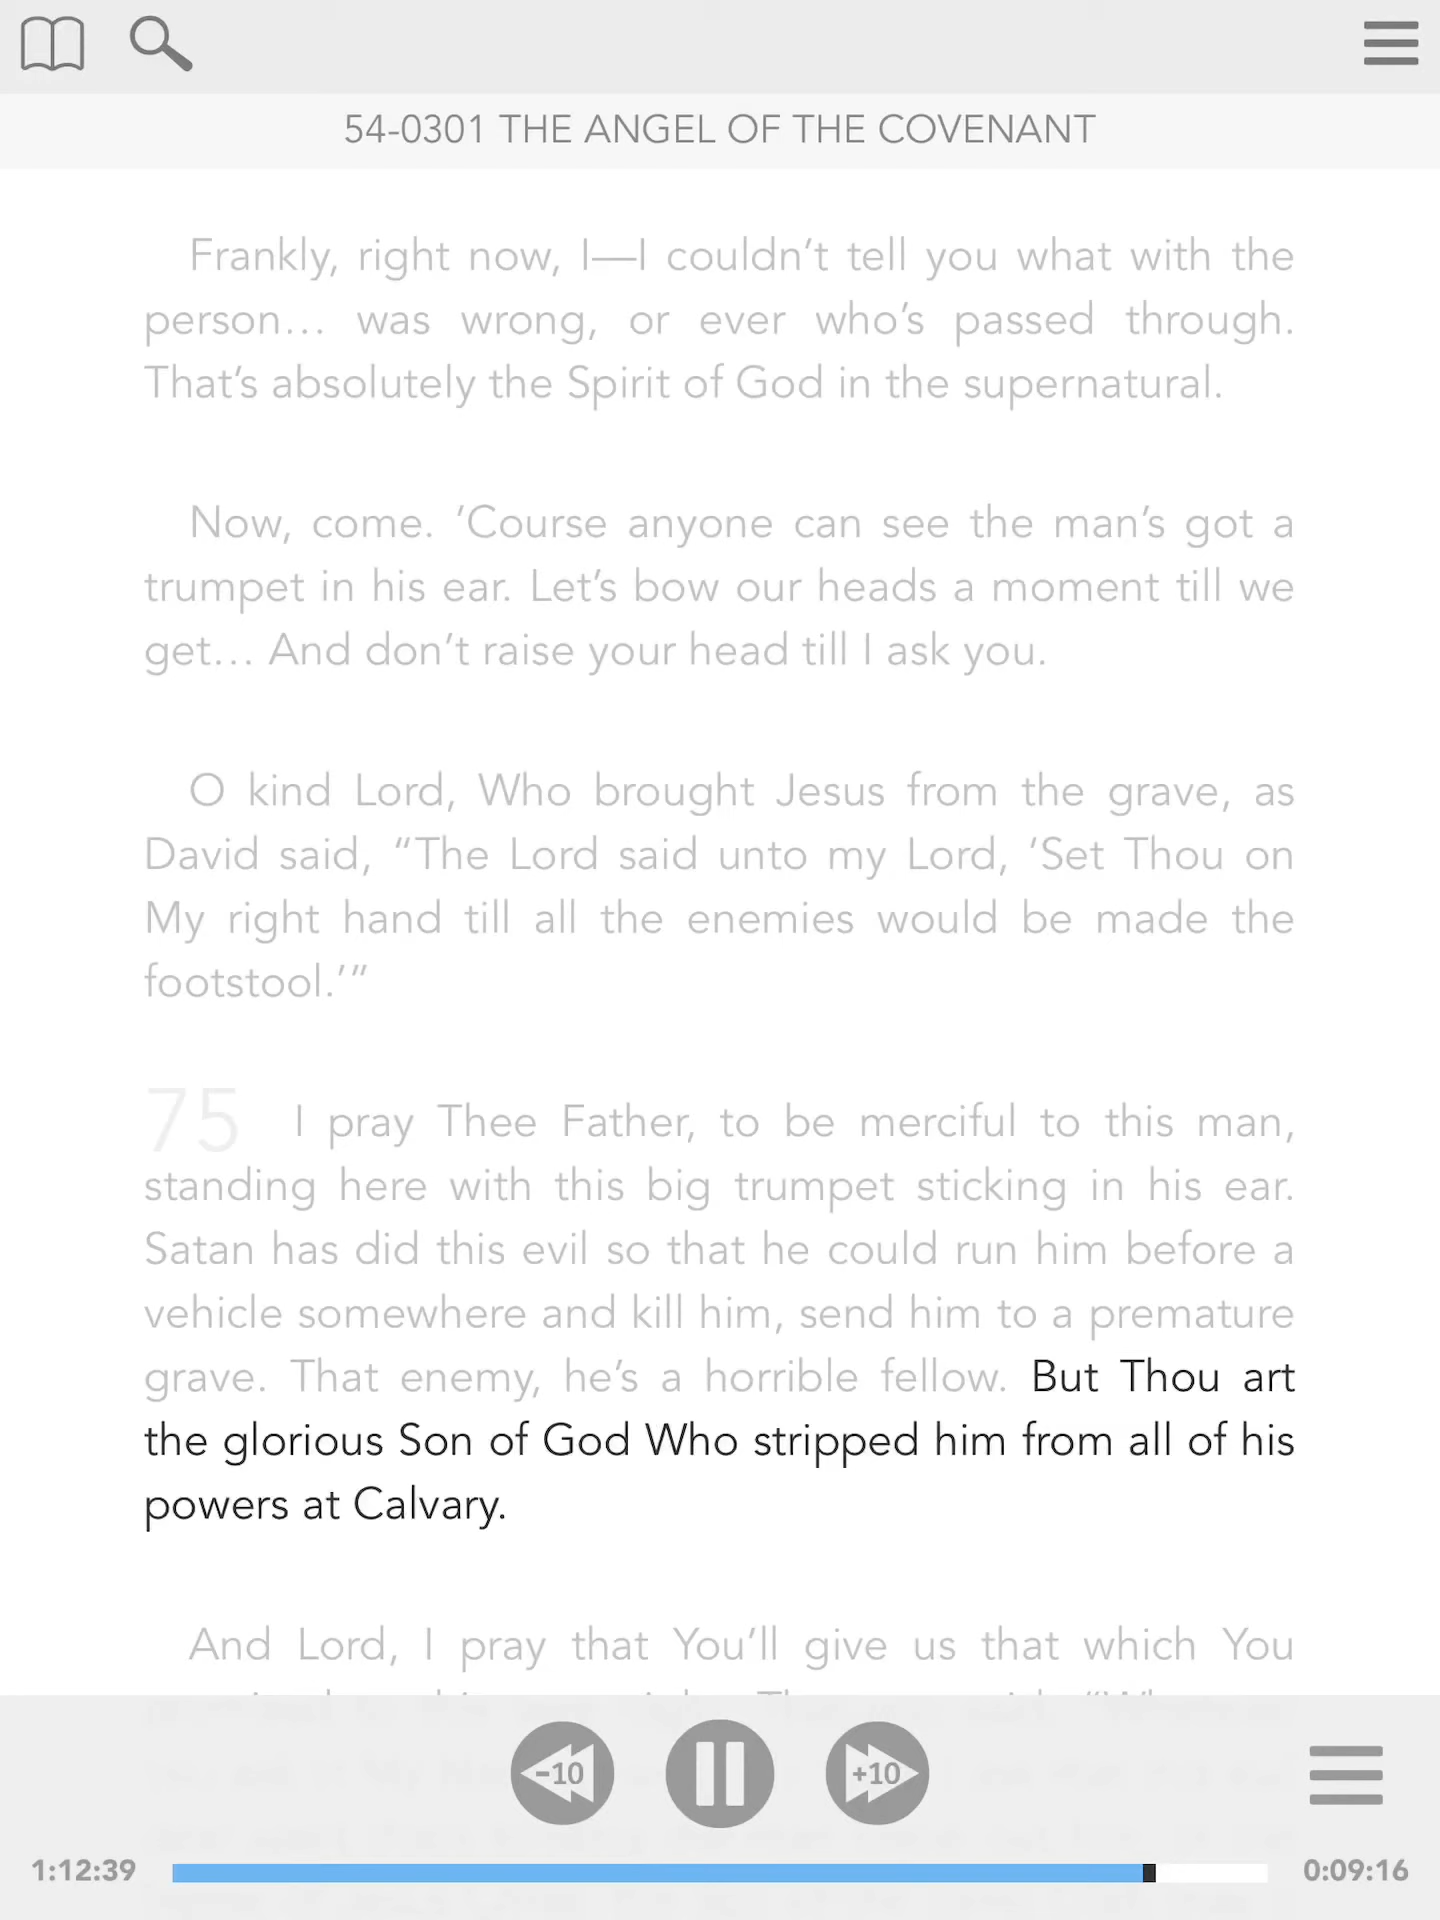 54-0301 THE ANGEL OF THE COVENANT
Frankly, right now, I—I couldn’t tell you what with the
person… was wrong, or ever who’s passed through.
That’s absolutely the Spirit of God in the supernatural.
Now, come. ‘Course anyone can see the man’s got a
trumpet in his ear. Let’s bow our heads a moment till we
get… And don’t raise your head till I ask you.
O kind Lord, Who brought Jesus from the grave, as
David said, “The Lord said unto my Lord, ‘Set Thou on
My right hand till all the enemies would be made the
footstool.’”
75 I pray Thee Father, to be merciful to this man,
standing here with this big trumpet sticking in his ear.
Satan has did this evil so that he could run him before a
vehicle somewhere and kill him, send him to a premature
grave. That enemy, he’s a horrible fellow. But Thou art
the glorious Son of God Who stripped him from all of his
powers at Calvary.
And Lord, I pray that You’ll give us that which You
-10 +10
1:12:39 0:09:16